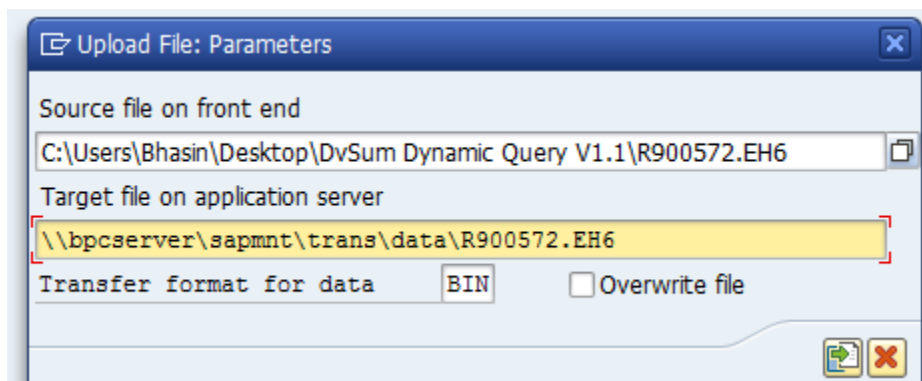 Upload File: Parameters
Source file on front end
C:\Users\Bhasin\Desktop\DvSum Dynamic Query V1.1\R900572.EH6
Target file on application server
\\bpcserver\sapmnt\trans\data\R900572.EH6
Transfer format for data BIN Overwrite file